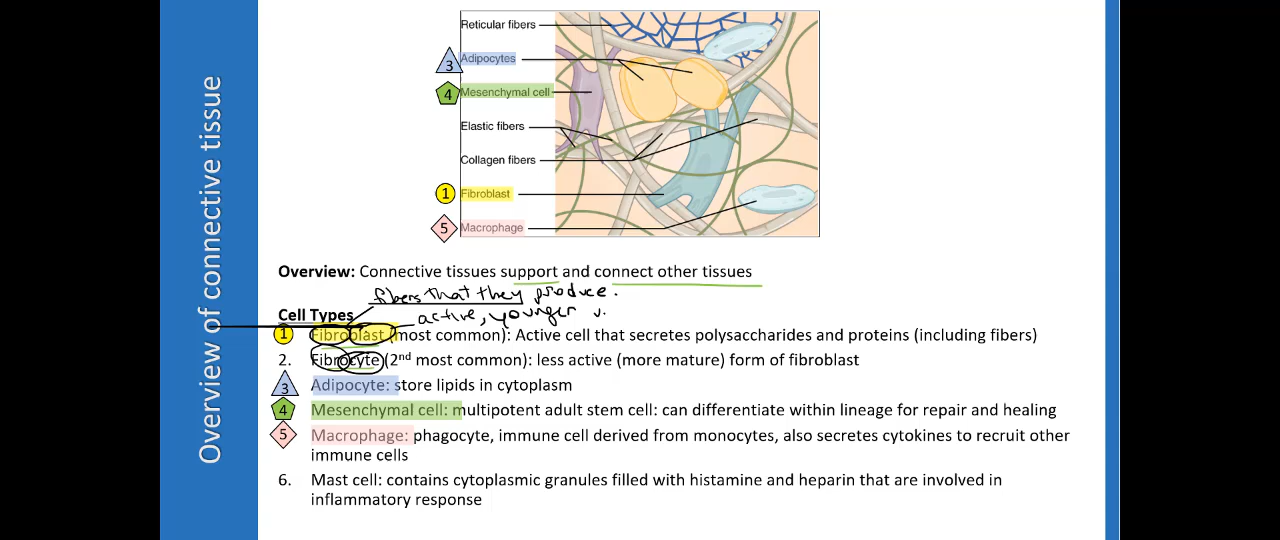 Overview of connective tissue
Reticular fibers
3 Adipocytes
4 Mesenchymal cell
Elastic fibers
Collagen fibers
1 Fibroblast
5 Macrophage
Overview: Connective tissues support and connect other tissues
fibers that they produce.
Cell Types
active, younger v.
1 Fibroblast (most common): Active cell that secretes polysaccharides and proteins (including fibers)
2. Fibrocyte (2nd most common): less active (more mature) form of fibroblast
3 Adipocyte: store lipids in cytoplasm
4 Mesenchymal cell: multipotent adult stem cell: can differentiate within lineage for repair and healing
5 Macrophage: phagocyte, immune cell derived from monocytes, also secretes cytokines to recruit other
immune cells
6. Mast cell: contains cytoplasmic granules filled with histamine and heparin that are involved in
inflammatory response